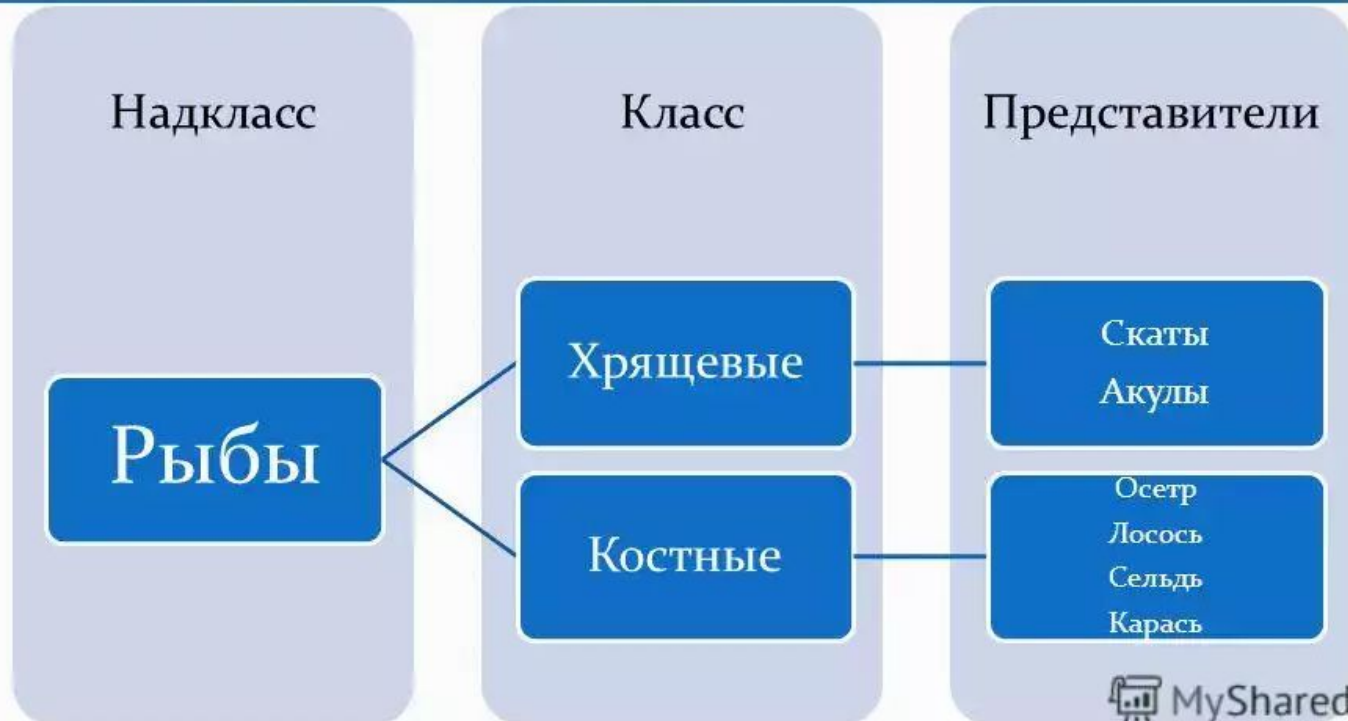 Надкласс
Класс
Представители
Рыбы
Хрящевые
Костные
Скаты
Акулы
Осетр
Лосось
Сельдь
Карась
MyShared